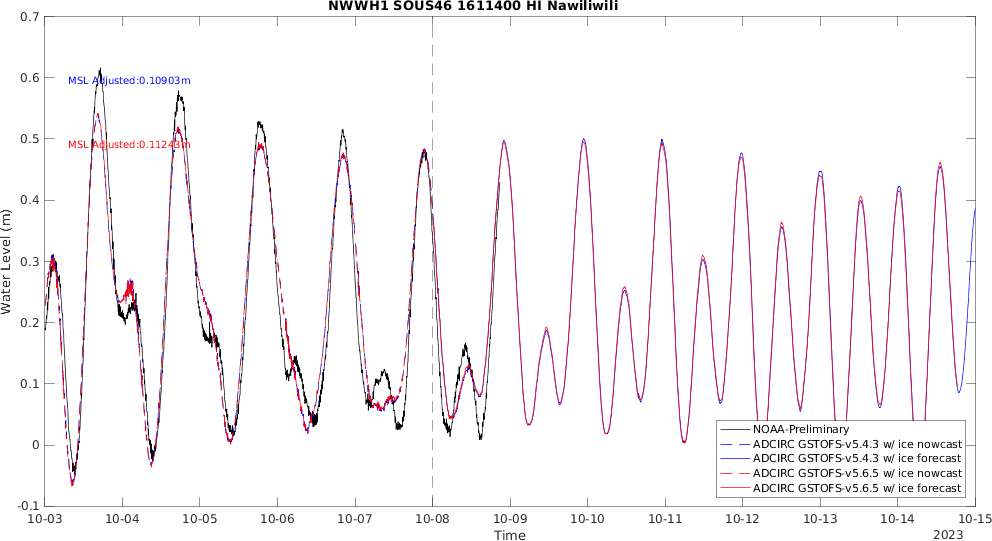 NWWH1 SOUS46 1611400 HI Nawiliwili
0.7
0.6
0.5
0.4
0.3
0.2
0.1
0
-0.1
Water Level (m)
MSL Adjusted:0.10903m
MSL Adjusted:0.11243m
NOAA-Preliminary
ADCIRC GSTOFS-v5.4.3 w/ ice nowcast
ADCIRC GSTOFS-v5.4.3 w/ ice forecast
ADCIRC GSTOFS-v5.6.5 w/ ice nowcast
ADCIRC GSTOFS-v5.6.5 w/ ice forecast
10-03 10-04 10-05 10-06 10-07 10-08 10-09 10-10 10-11 10-12 10-13 10-14 10-15
Time
2023